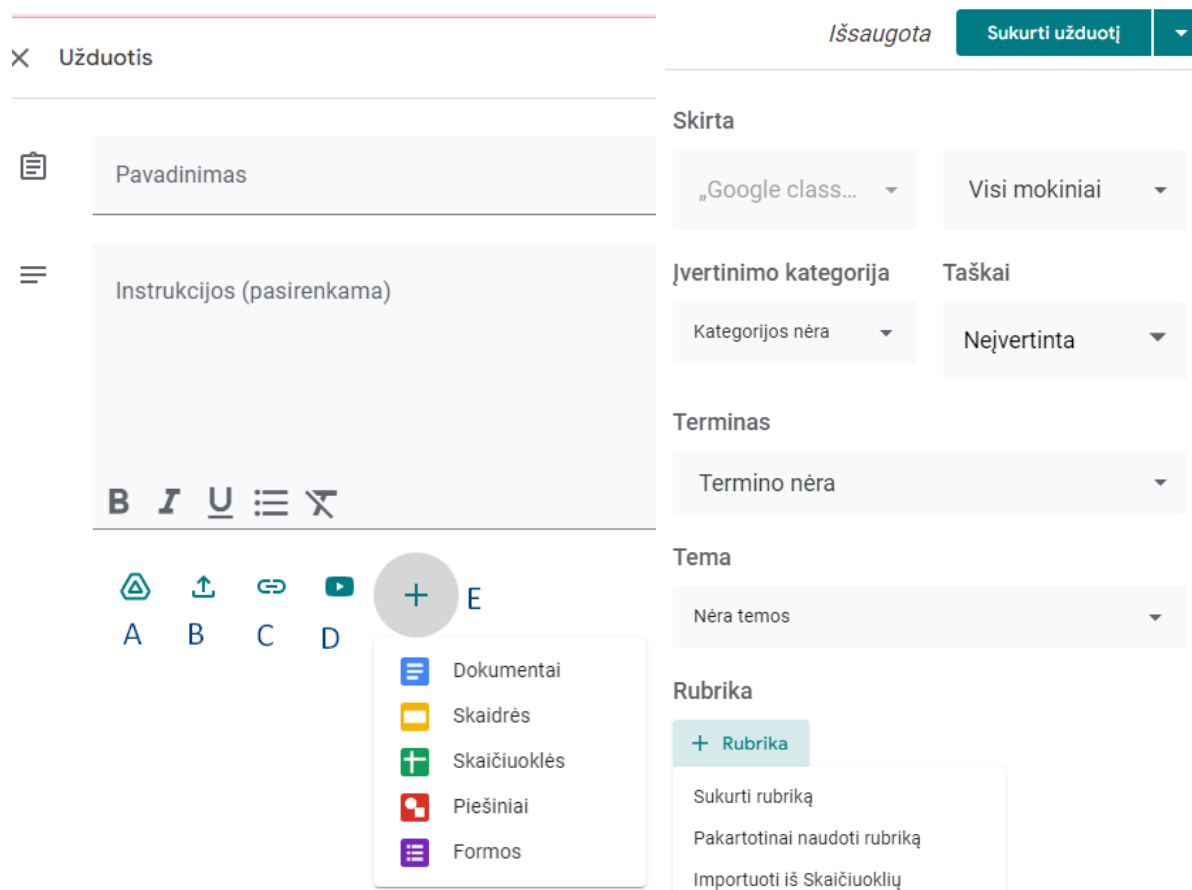 Užduotis
Pavadinimas
Instrukcijos (pasirenkama)
B I U
A B C D E
Dokumentai
Skaidrės
Skaičiuoklės
Piešiniai
Formos
Išsaugota
Sukurti užduotį
Skirta
„Google class... Visi mokiniai
Įvertinimo kategorija Taškai
Kategorijos nėra Neįvertinta
Terminas
Termino nėra
Tema
Nėra temos
Rubrika
+ Rubrika
Sukurti rubriką
Pakartotinai naudoti rubriką
Importuoti iš Skaičiuoklių